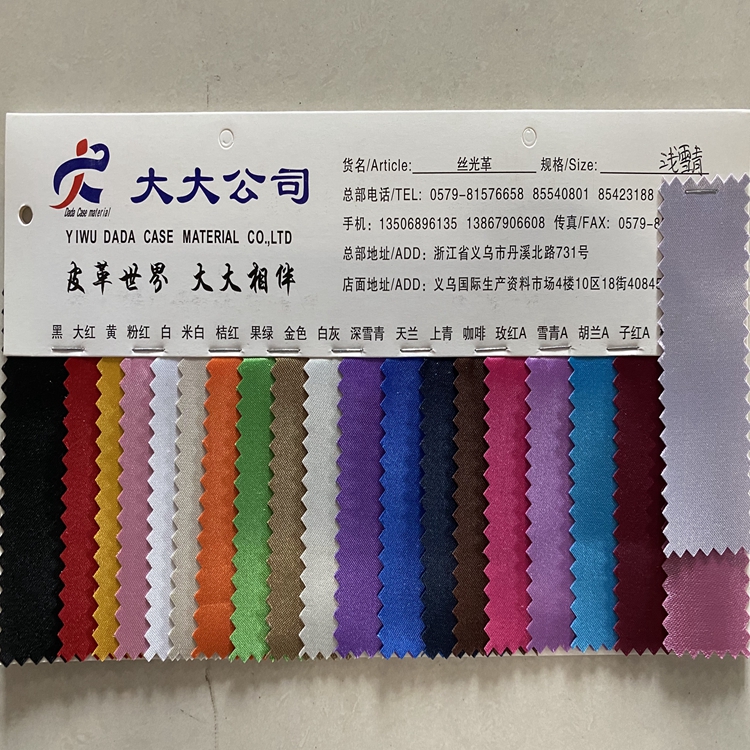 Dada Case material
大大公司
YIWU DADA CASE MATERIAL CO.,LTD
皮革世界 大大相伴
货名/Article: 丝光革 规格/Size: 浅雪青
总部电话/TEL: 0579-81576658 85540801 85423188
手机: 13506896135 13867906608 传真/FAX: 0579-8
总部地址/ADD: 浙江省义乌市丹溪北路731号
店面地址/ADD: 义乌国际生产资料市场4楼10区18街40845
黑 大红 黄 粉红 白 米白 桔红 果绿 金色 白灰 深雪青 天兰 上青 咖啡 玫红A 雪青A 胡兰A 子红A